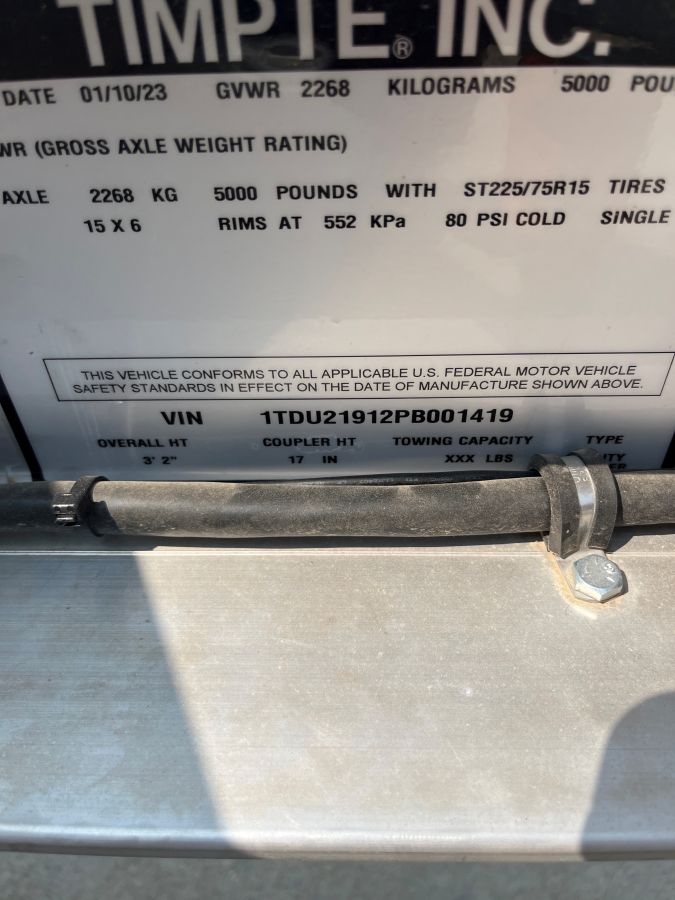 TIMPTE® INC.
DATE 01/10/23 GVWR 2268 KILOGRAMS 5000 POU
WR (GROSS AXLE WEIGHT RATING)
AXLE 2268 KG 5000 POUNDS WITH ST225/75R15 TIRES
15 X 6 RIMS AT 552 KPa 80 PSI COLD SINGLE
THIS VEHICLE CONFORMS TO ALL APPLICABLE U.S. FEDERAL MOTOR VEHICLE
SAFETY STANDARDS IN EFFECT ON THE DATE OF MANUFACTURE SHOWN ABOVE.
VIN 1TDU21912PB001419
OVERALL HT COUPLER HT TOWING CAPACITY TYPE
3' 2" 17 IN XXX LBS